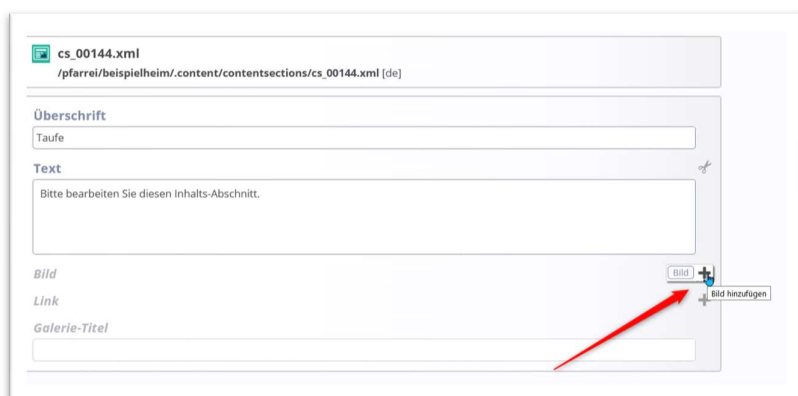 cs_00144.xml
/pfarrei/beispielheim/.content/contentsections/cs_00144.xml [de]
Überschrift
Taufe
Text
Bitte bearbeiten Sie diesen Inhalts-Abschnitt.
Bild
Bild
Bild hinzufügen
Link
Galerie-Titel